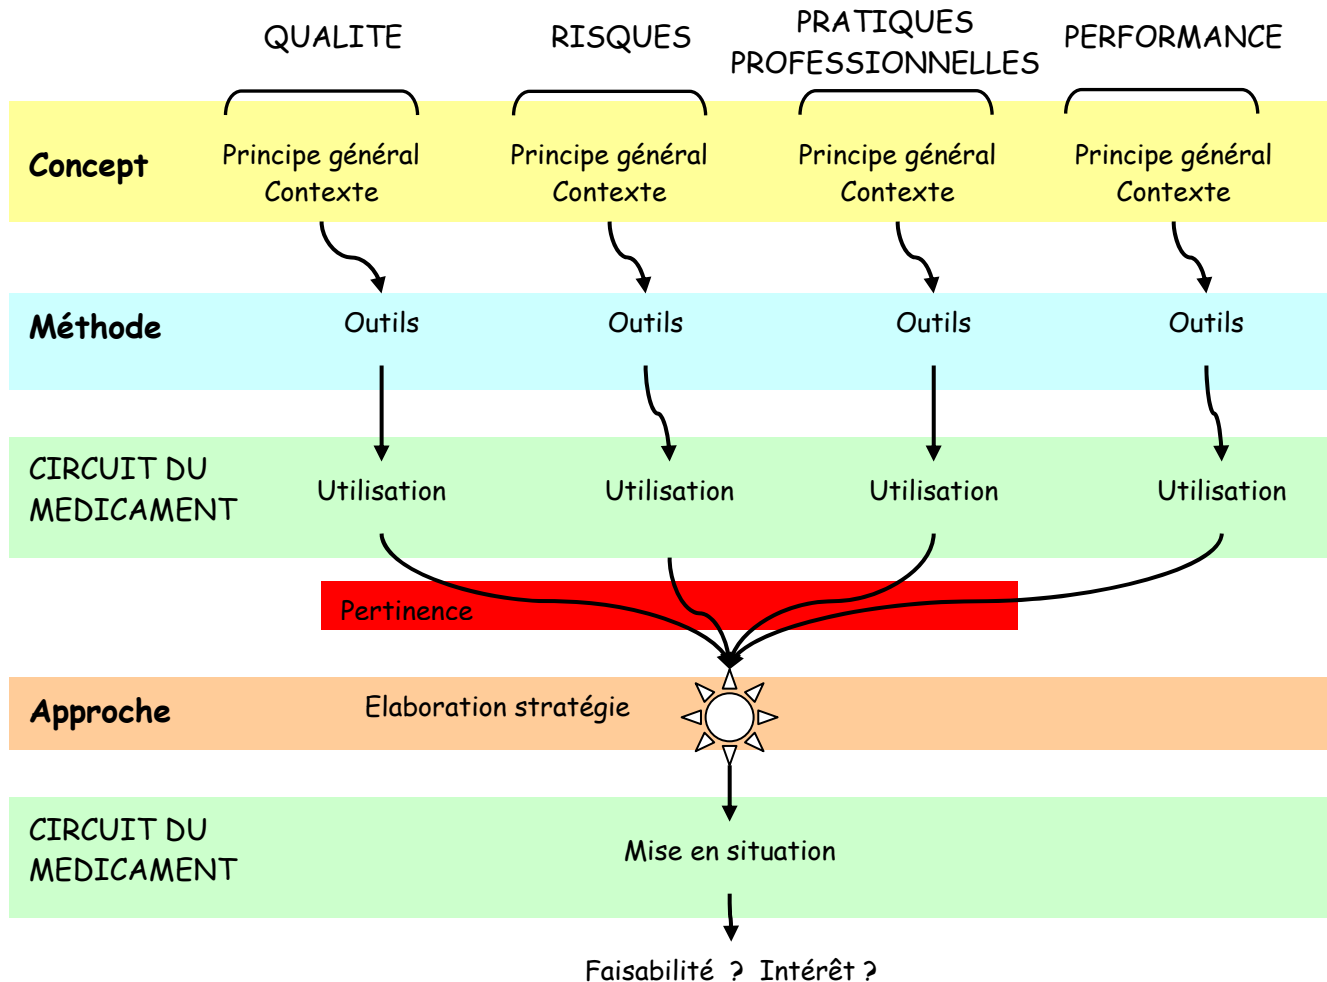 QUALITE RISQUES PRATIQUES PROFESSIONNELLES PERFORMANCE
Concept
Principe général Principe général Principe général Principe général
Contexte Contexte Contexte Contexte
Méthode Outils Outils Outils Outils
CIRCUIT DU
MEDICAMENT
Utilisation Utilisation Utilisation Utilisation
Pertinence
Approche Elaboration stratégie
CIRCUIT DU
MEDICAMENT
Mise en situation
Faisabilité ? Intérêt ?